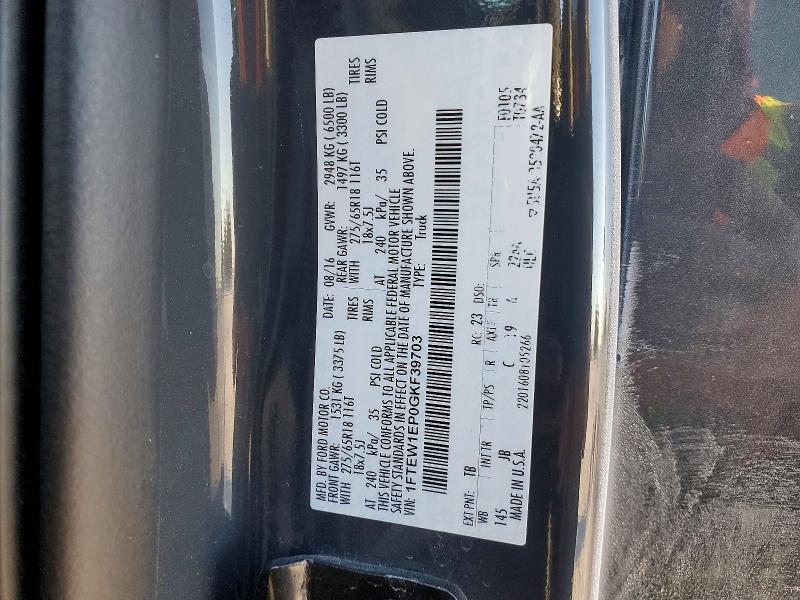 MFD. BY FORD MOTOR CO.
DATE: 08/16 GVWR: 2948 KG ( 6500 LB)
FRONT GAWR: 1531 KG ( 3375 LB) REAR GAWR: 1497 KG ( 3300 LB)
WITH 275/65R18 116T TIRES WITH 275/65R18 116T TIRES
18x7.5J RIMS 18x7.5J RIMS
AT 240 kPa/ 35 PSI COLD AT 240 kPa/ 35 PSI COLD
THIS VEHICLE CONFORMS TO ALL APPLICABLE FEDERAL MOTOR VEHICLE
SAFETY STANDARDS IN EFFECT ON THE DATE OF MANUFACTURE SHOWN ABOVE.
VIN: 1FTEW1EP0GKF39703 TYPE: Truck
EXT PNT: TB RC: 23 DSO: F0105
WB INT TR TP/PS R AXLE TR SPR T0734
145 JB C 19 6
MADE IN U.S.A. 2201608105266